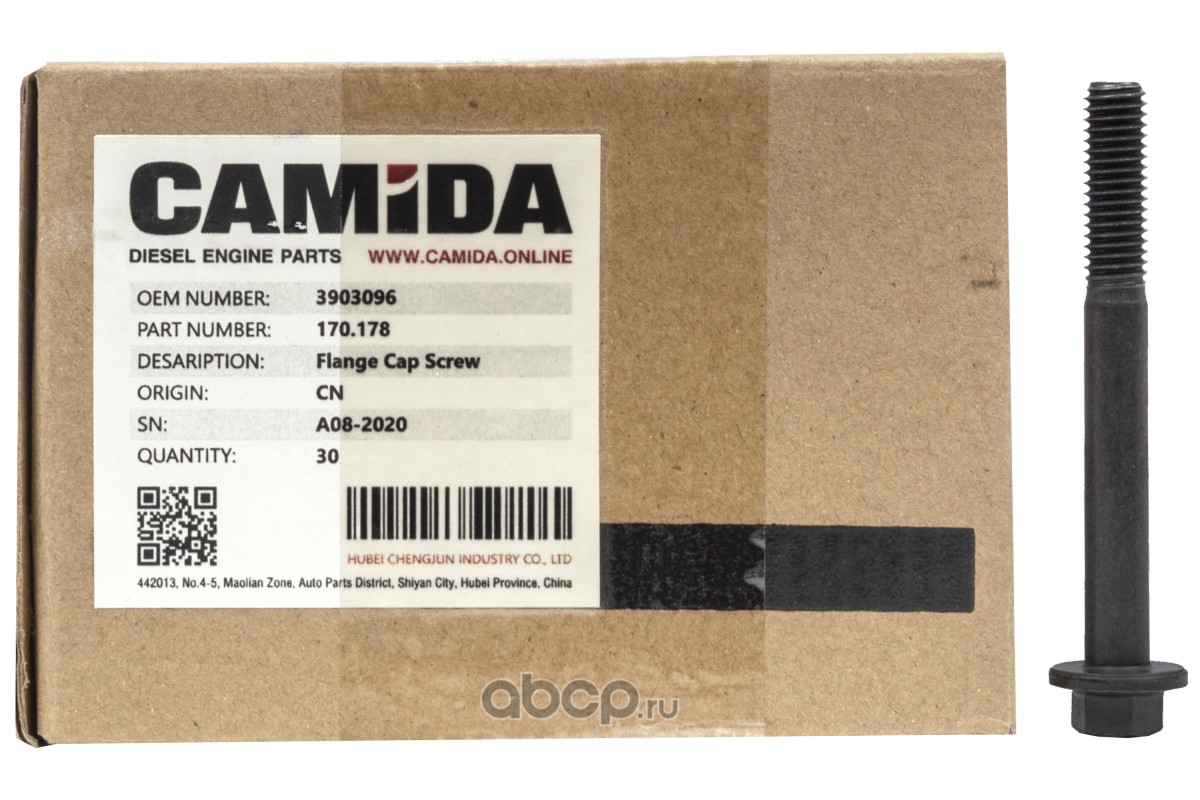 CAMiDA
DIESEL ENGINE PARTS WWW.CAMIDA.ONLINE
OEM NUMBER: 3903096
PART NUMBER: 170.178
DESARIPTION: Flange Cap Screw
ORIGIN: CN
SN: A08-2020
QUANTITY: 30
HUBEI CHENGJUN INDUSTRY CO., LTD
442013, No.4-5, Maolian Zone, Auto Parts District, Shiyan City, Hubei Province, China
abcp.ru